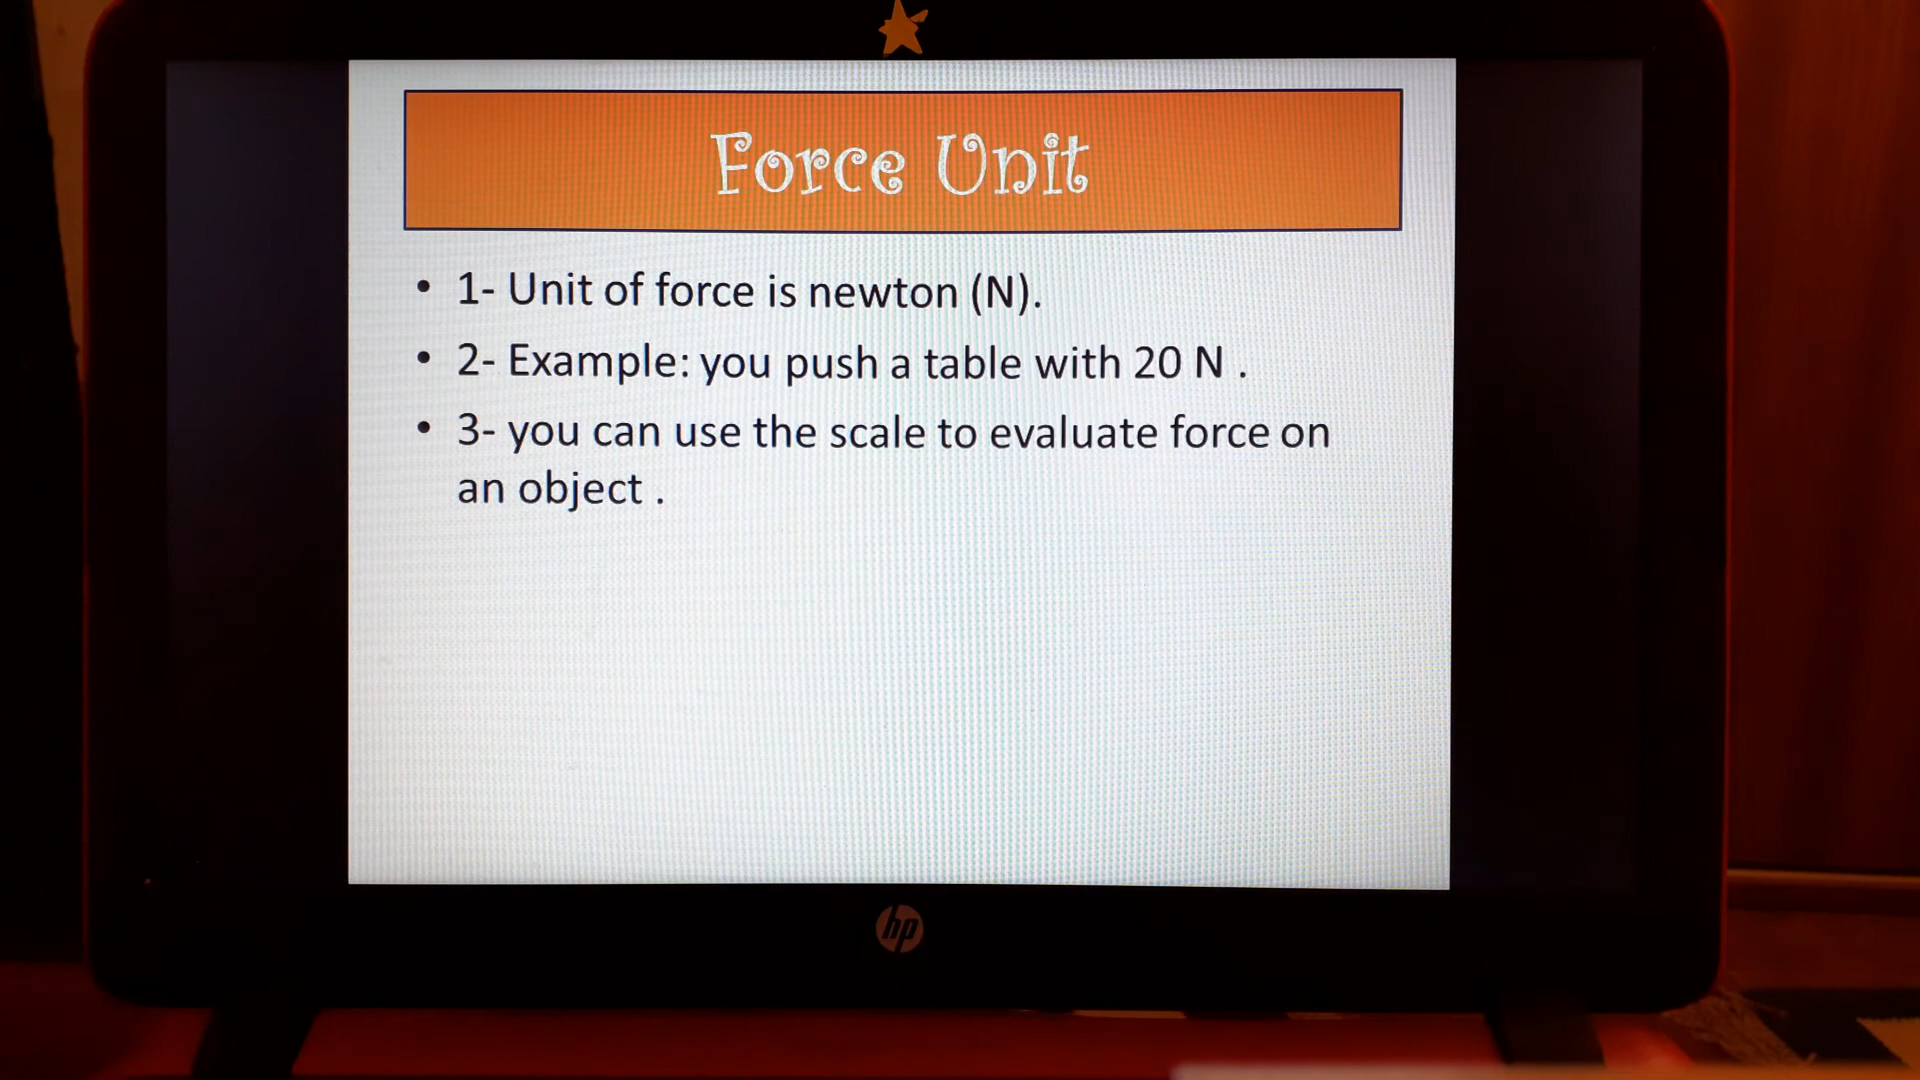 Force Unit
• 1- Unit of force is newton (N).
• 2- Example: you push a table with 20 N .
• 3- you can use the scale to evaluate force on
an object .
hp